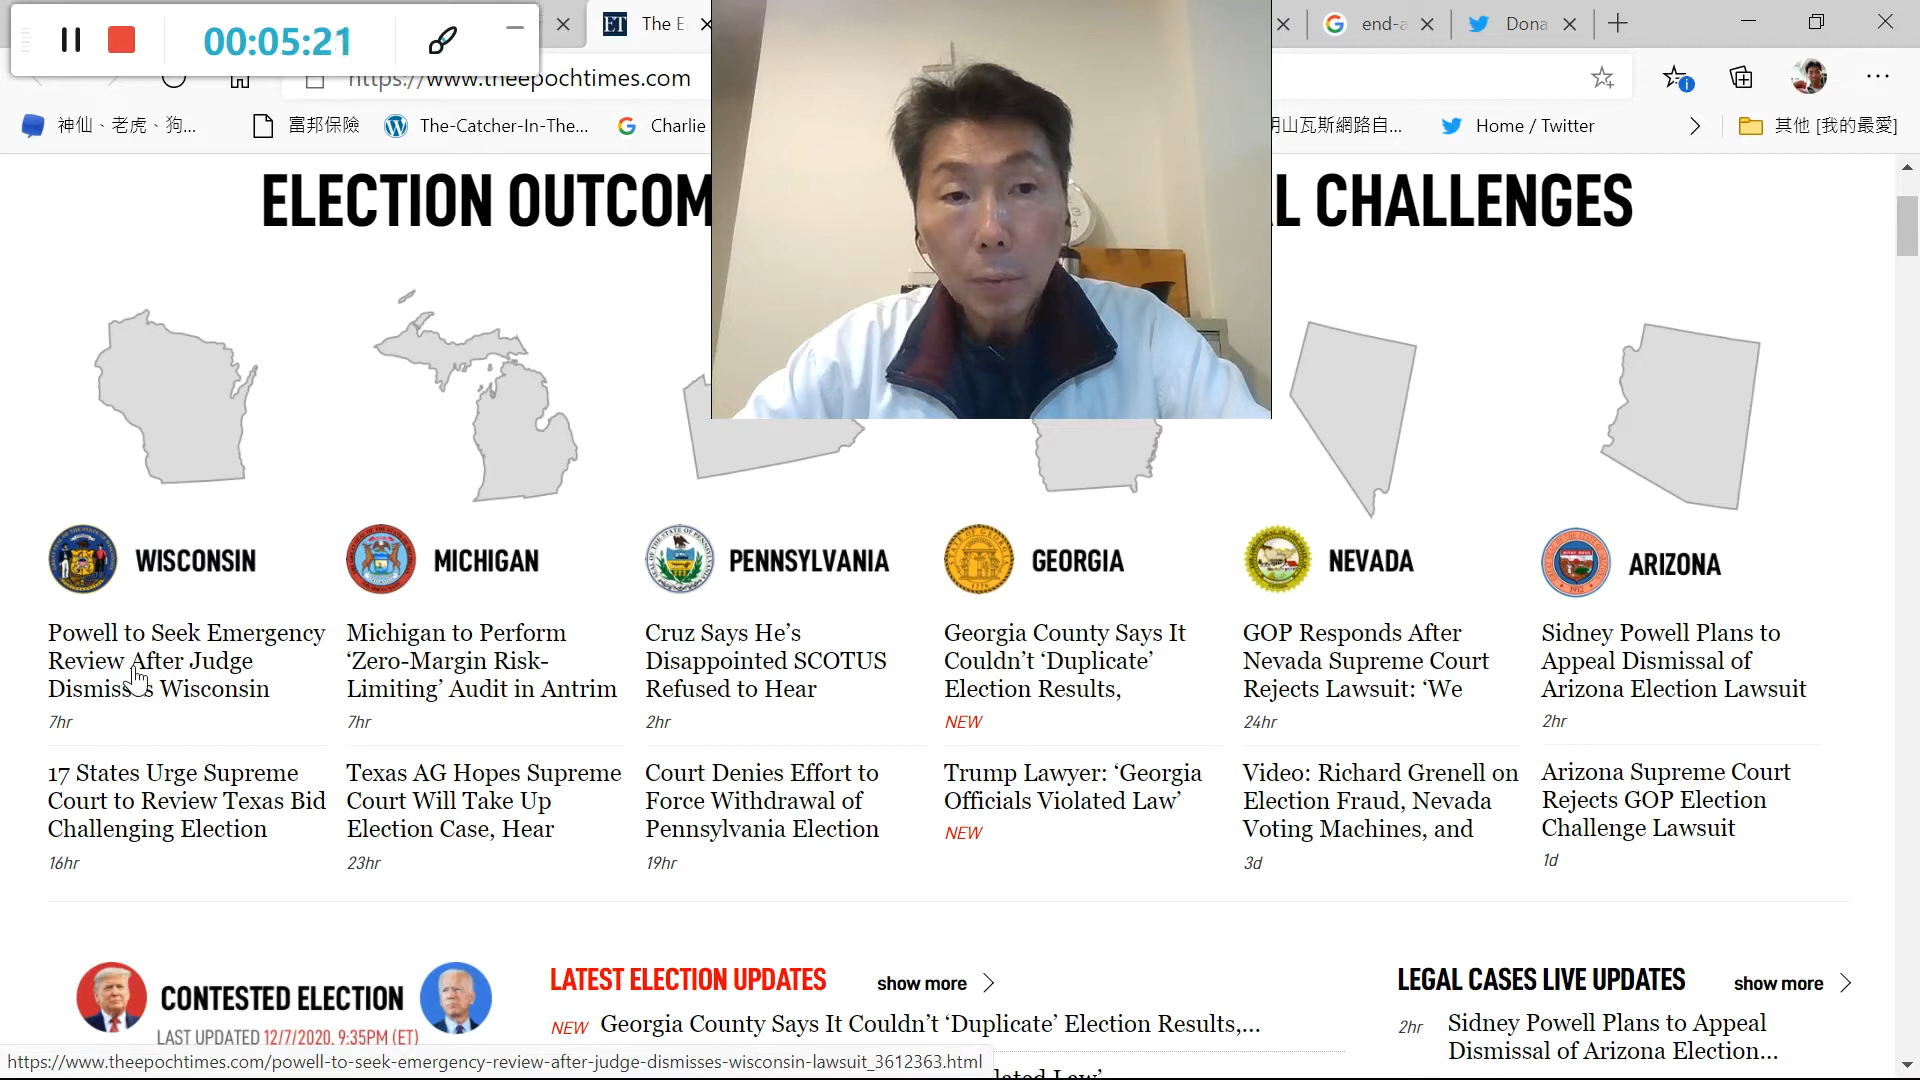 00:05:21
The E
end-a
Dona
https://www.theepochtimes.com
神仙、老虎、狗...
富邦保險
The-Catcher-In-The...
Charlie
明山瓦斯網路自...
Home / Twitter
其他 [我的最愛]
ELECTION OUTCOM
L CHALLENGES
WISCONSIN
MICHIGAN
PENNSYLVANIA
GEORGIA
NEVADA
ARIZONA
Powell to Seek Emergency
Review After Judge
Dismisses Wisconsin
7hr
Michigan to Perform
‘Zero-Margin Risk-
Limiting’ Audit in Antrim
7hr
Cruz Says He’s
Disappointed SCOTUS
Refused to Hear
2hr
Georgia County Says It
Couldn’t ‘Duplicate’
Election Results,
NEW
GOP Responds After
Nevada Supreme Court
Rejects Lawsuit: ‘We
24hr
Sidney Powell Plans to
Appeal Dismissal of
Arizona Election Lawsuit
2hr
17 States Urge Supreme
Court to Review Texas Bid
Challenging Election
16hr
Texas AG Hopes Supreme
Court Will Take Up
Election Case, Hear
23hr
Court Denies Effort to
Force Withdrawal of
Pennsylvania Election
19hr
Trump Lawyer: ‘Georgia
Officials Violated Law’
NEW
Video: Richard Grenell on
Election Fraud, Nevada
Voting Machines, and
3d
Arizona Supreme Court
Rejects GOP Election
Challenge Lawsuit
1d
CONTESTED ELECTION
LAST UPDATED 12/7/2020, 9:35PM (ET)
LATEST ELECTION UPDATES
show more
NEW Georgia County Says It Couldn’t ‘Duplicate’ Election Results,...
LEGAL CASES LIVE UPDATES
show more
2hr Sidney Powell Plans to Appeal
Dismissal of Arizona Election...
https://www.theepochtimes.com/powell-to-seek-emergency-review-after-judge-dismisses-wisconsin-lawsuit_3612363.html